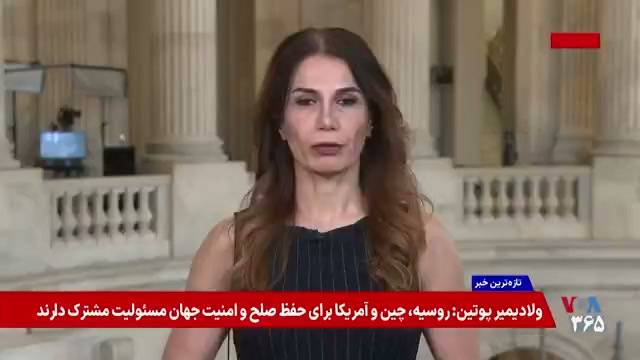 تازه‌ترین خبر
ولادیمیر پوتین: روسیه، چین و آمریکا برای حفظ صلح و امنیت جهان مسئولیت مشترک دارند
VOA
۳۶۵